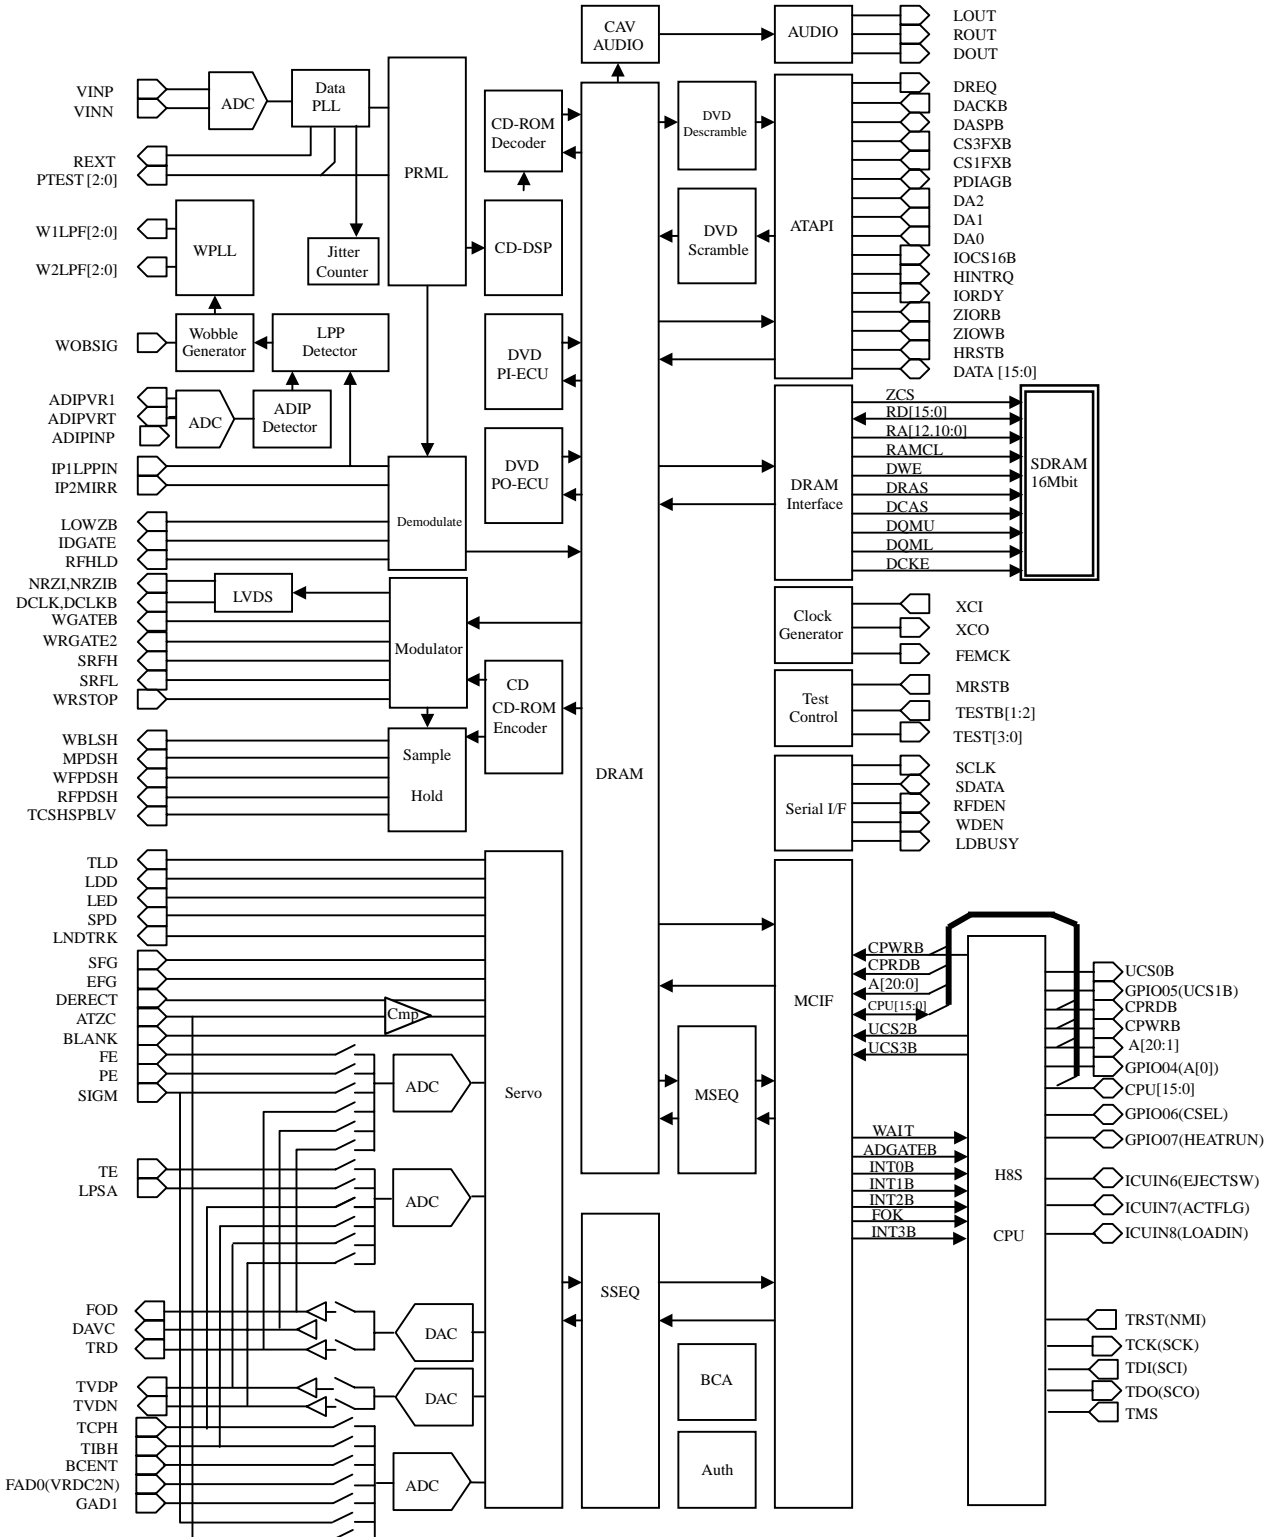 CAV
AUDIO
AUDIO
LOUT
ROUT
DOUT
VINP
VINN
ADC
Data
PLL
REXT
PTEST [2:0]
PRML
CD-ROM
Decoder
DVD
Descramble
DREQ
DACKB
DASPB
CS3FXB
CS1FXB
PDIAGB
DA2
DA1
DA0
IOCS16B
HINTRQ
IORDY
ZIORB
ZIOWB
HRSTB
DATA [15:0]
ATAPI
W1LPF[2:0]
W2LPF[2:0]
WPLL
Jitter
Counter
CD-DSP
DVD
Scramble
WOBSIG
Wobble
Generator
LPP
Detector
DVD
PI-ECU
ADIPVR1
ADIPVRT
ADIPINP
ADC
ADIP
Detector
DVD
PO-ECU
IP1LPPIN
IP2MIRR
LOWZB
IDGATE
RFHLD
Demodulate
DRAM
Interface
ZCS
RD[15:0]
RA[12.10:0]
RAMCL
DWE
DRAS
DCAS
DQMU
DQML
DCKE
SDRAM
16Mbit
NRZI,NRZIB
DCLK,DCLKB
WGATEB
WRGATE2
SRFH
SRFL
WRSTOP
LVDS
Modulator
CD
CD-ROM
Encoder
Clock
Generator
XCI
XCO
FEMCK
Test
Control
MRSTB
TESTB[1:2]
TEST[3:0]
WBLSH
MPDSH
WFPDSH
RFPDSH
TCSHSPBLV
Sample
Hold
DRAM
Serial I/F
SCLK
SDATA
RFDEN
WDEN
LDBUSY
TLD
LDD
LED
SPD
LNDTRK
SFG
EFG
DERECT
ATZC
BLANK
FE
PE
SIGM
Cmp
ADC
Servo
TE
LPSA
ADC
MSEQ
MCIF
CPWRB
CPRDB
A[20:0]
CPU[15:0]
UCS2B
UCS3B
WAIT
ADGATEB
INT0B
INT1B
INT2B
FOK
INT3B
H8S
CPU
UCS0B
GPIO05(UCS1B)
CPRDB
CPWRB
A[20:1]
GPIO04(A[0])
CPU[15:0]
GPIO06(CSEL)
GPIO07(HEATRUN)
ICUIN6(EJECTSW)
ICUIN7(ACTFLG)
ICUIN8(LOADIN)
TRST(NMI)
TCK(SCK)
TDI(SCI)
TDO(SCO)
TMS
FOD
DAVC
TRD
DAC
SSEQ
TVDP
TVDN
DAC
BCA
TCPH
TIBH
BCENT
FAD0(VRDC2N)
GAD1
ADC
Auth